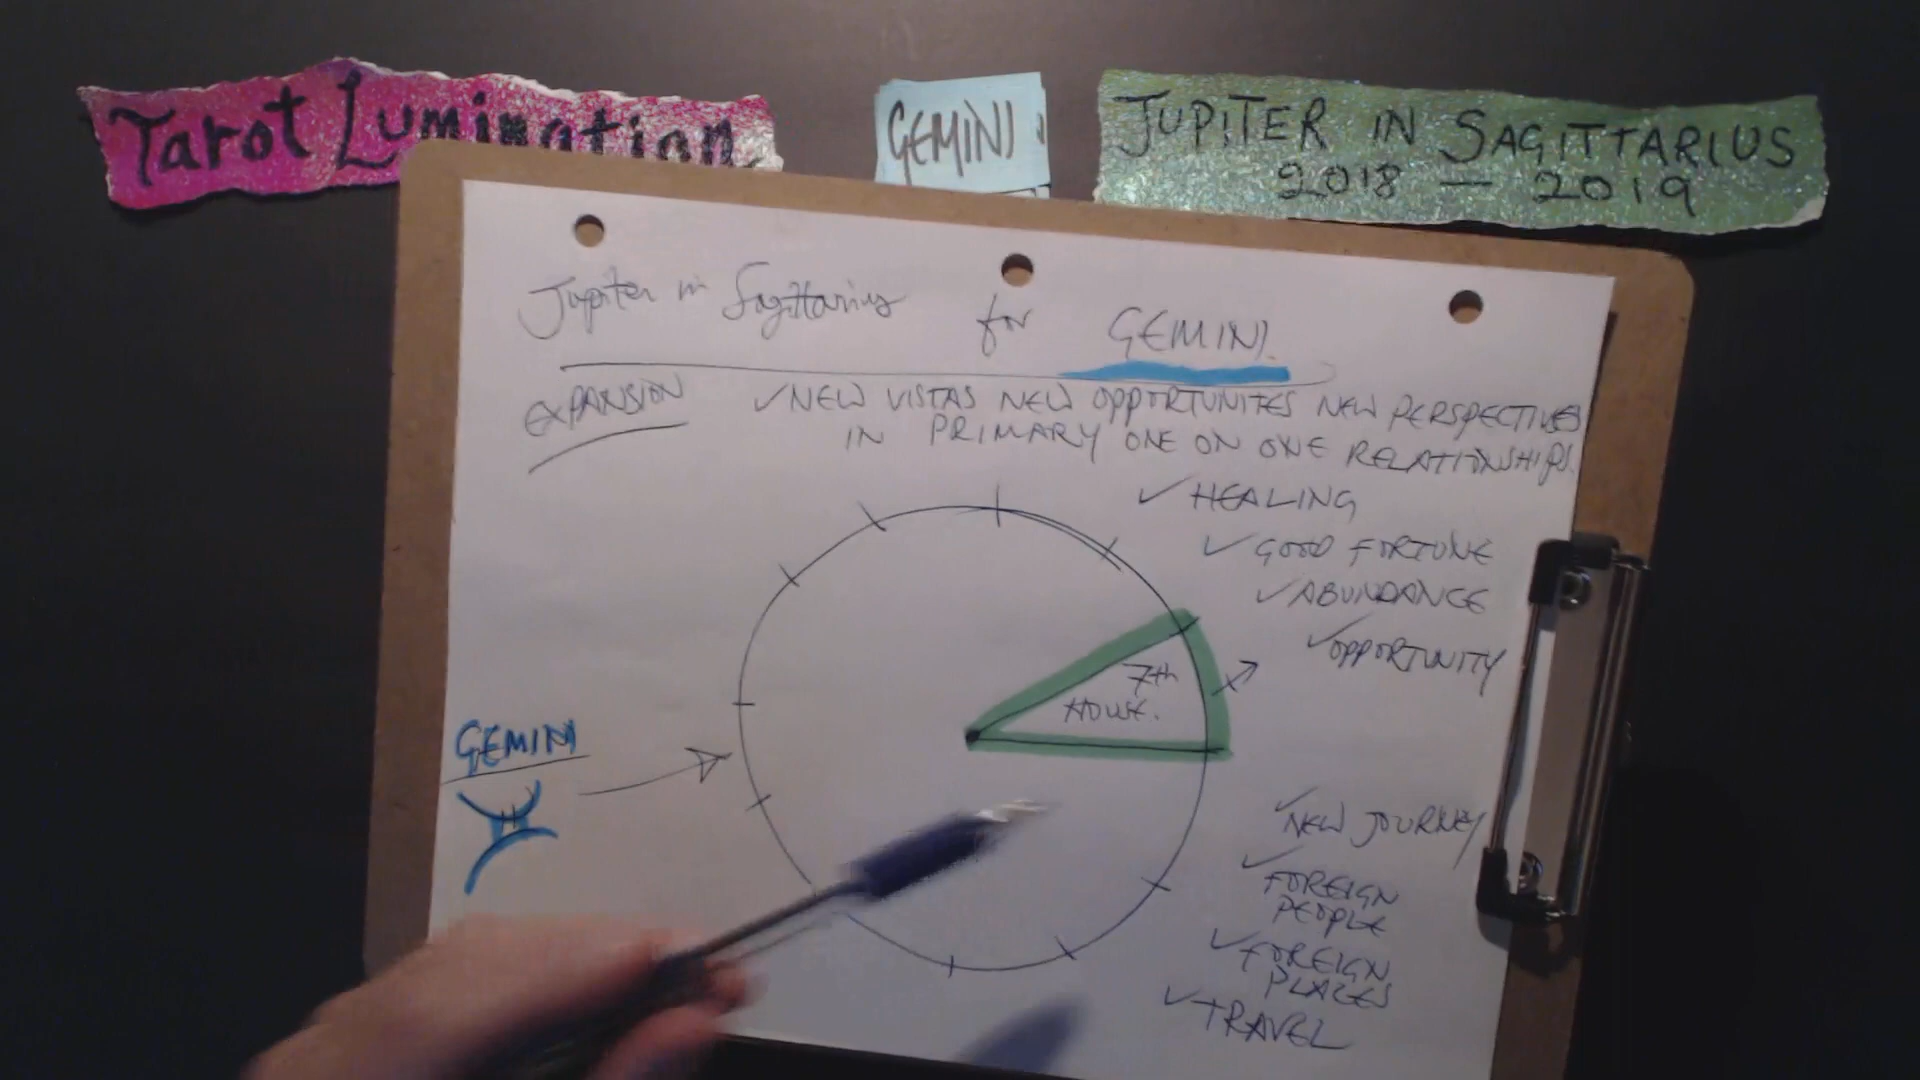 Tarot Lumination
GEMINI
JUPITER IN SAGITTARIUS
2018 — 2019
Jupiter in Sagittarius for GEMINI
EXPANSION
✓NEW VISTAS NEW OPPORTUNITES NEW PERSPECTIVES
IN PRIMARY ONE ON ONE RELATIONSHIPS.
✓HEALING
✓GOOD FORTUNE
✓ABUNDANCE
✓OPPORTUNITY
7th
HOUSE.
GEMINI
✓NEW JOURNEY
✓FOREIGN
PEOPLE
✓FOREIGN
PLACES
✓TRAVEL